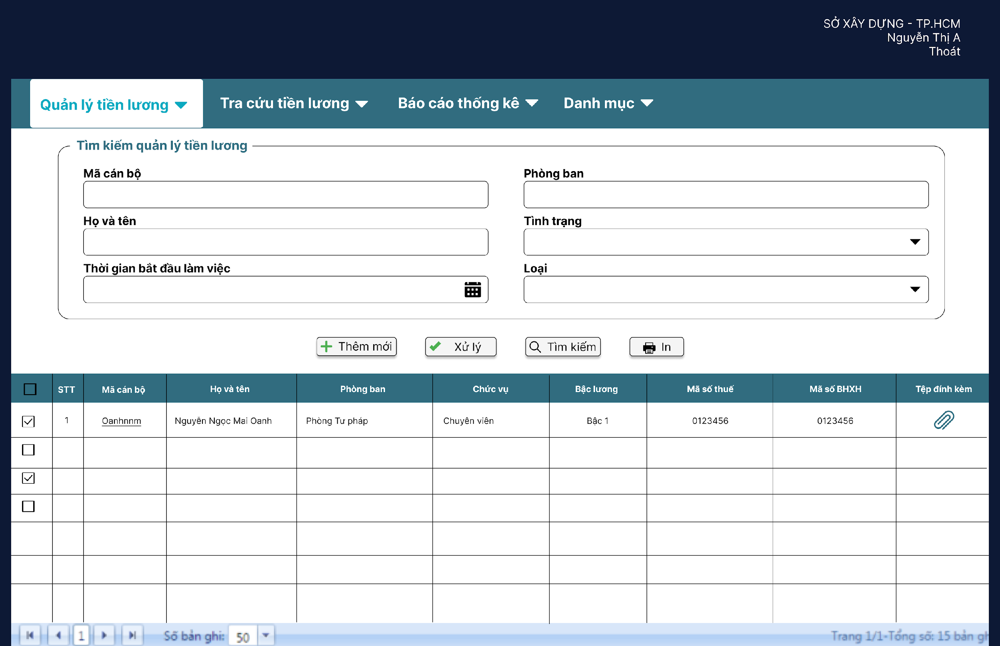 SỞ XÂY DỰNG - TP.HCM
Nguyễn Thị A
Thoát
Quản lý tiền lương Tra cứu tiền lương Báo cáo thống kê Danh mục
Tìm kiếm quản lý tiền lương
Mã cán bộ Phòng ban
Họ và tên Tình trạng
Thời gian bắt đầu làm việc Loại
Thêm mới Xử lý Tìm kiếm In
STT Mã cán bộ Họ và tên Phòng ban Chức vụ Bậc lương Mã số thuế Mã số BHXH Tệp đính kèm
1 Oanhnnm Nguyễn Ngọc Mai Oanh Phòng Tư pháp Chuyên viên Bậc 1 0123456 0123456
1 Số bản ghi: 50 Trang 1/1-Tổng số: 15 bản